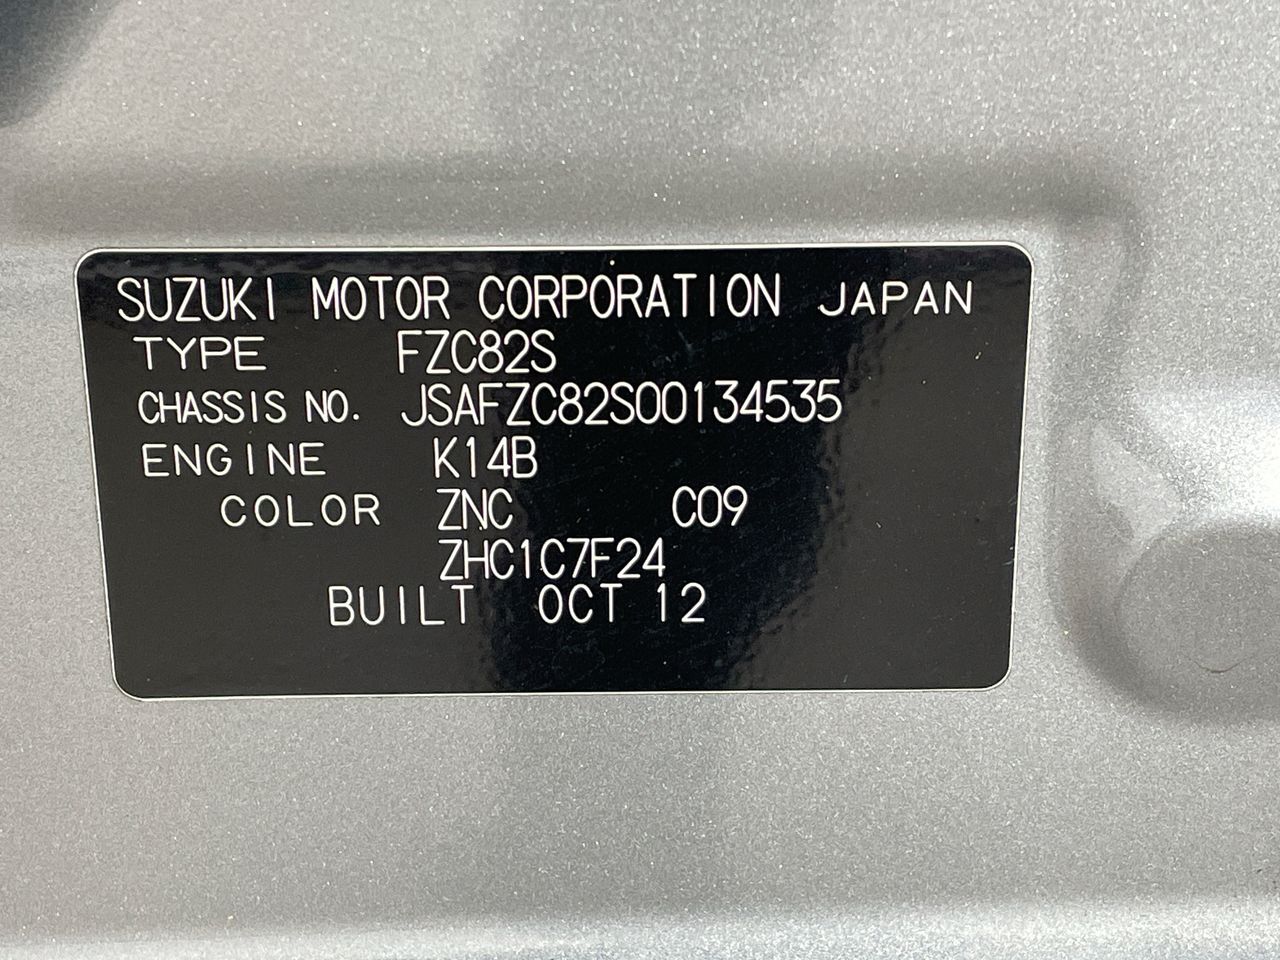 SUZUKI MOTOR CORPORATION JAPAN
TYPE FZC82S
CHASSIS NO. JSAFZC82S00134535
ENGINE K14B
COLOR ZNC C09
ZHC1C7F24
BUILT OCT 12